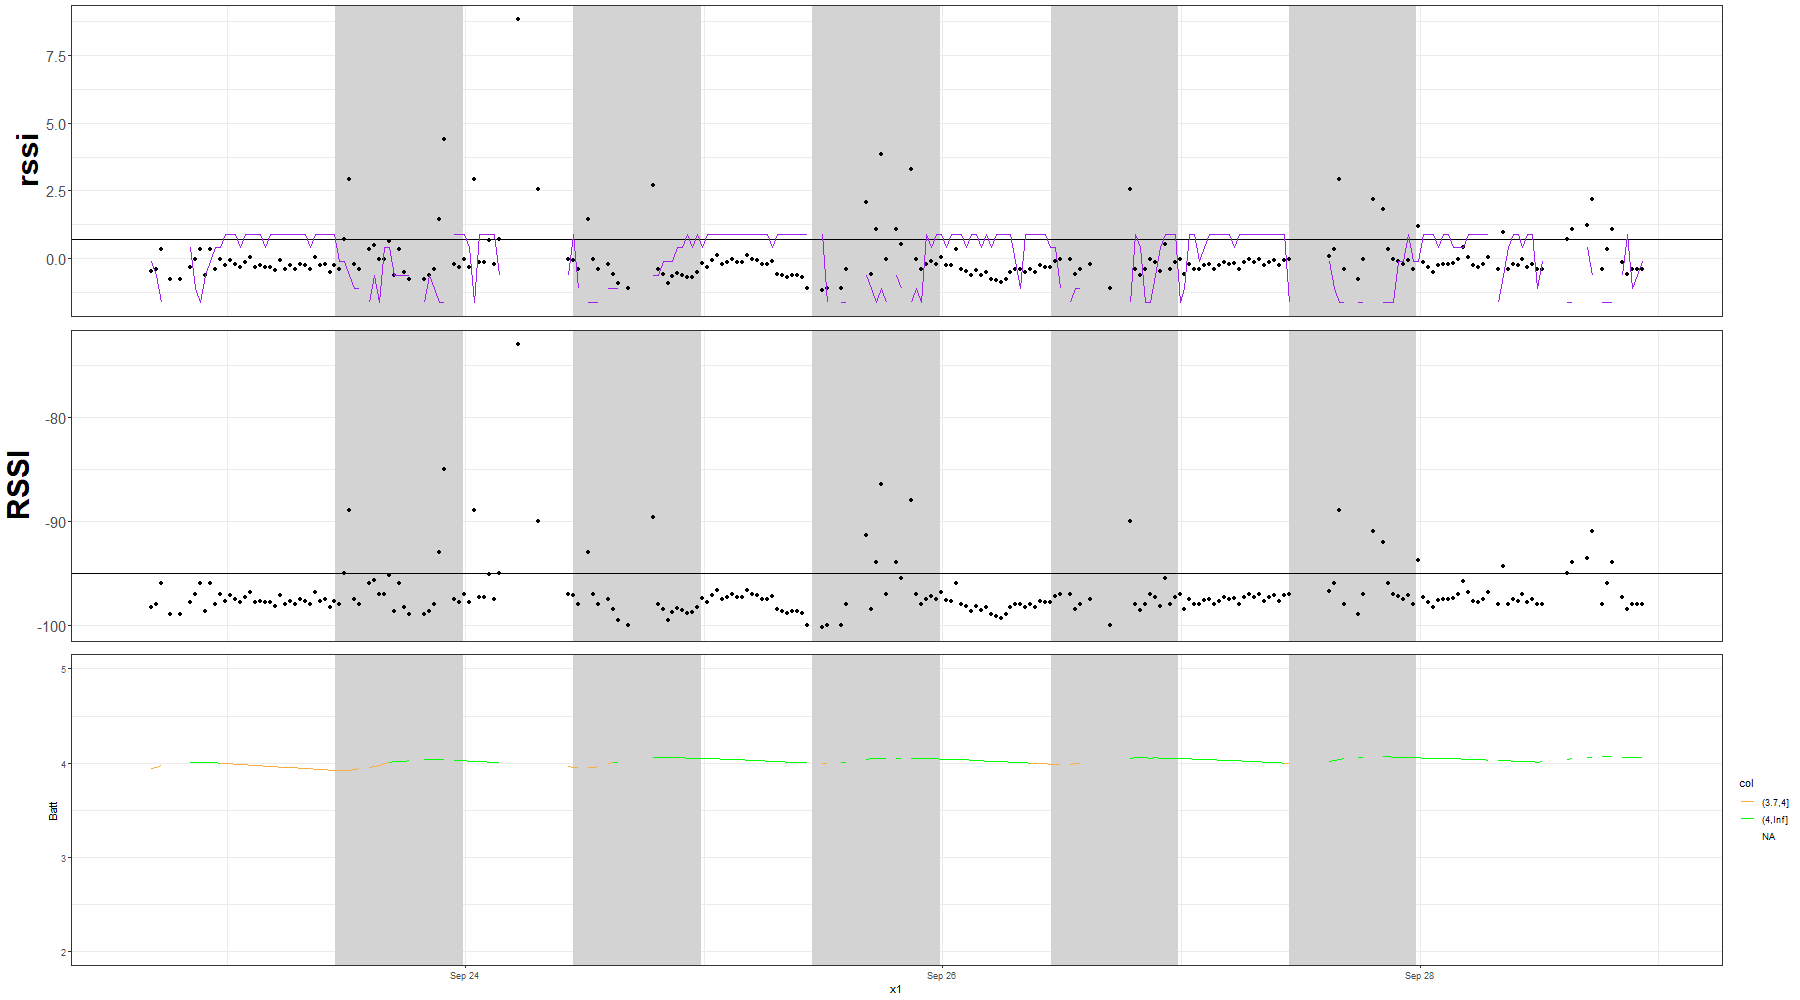 rssi
7.5
5.0
2.5
0.0
RSSI
-80
-90
-100
Batt
5
4
3
2
Sep 24
Sep 26
Sep 28
x1
col
(3.7,4]
(4,Inf]
NA